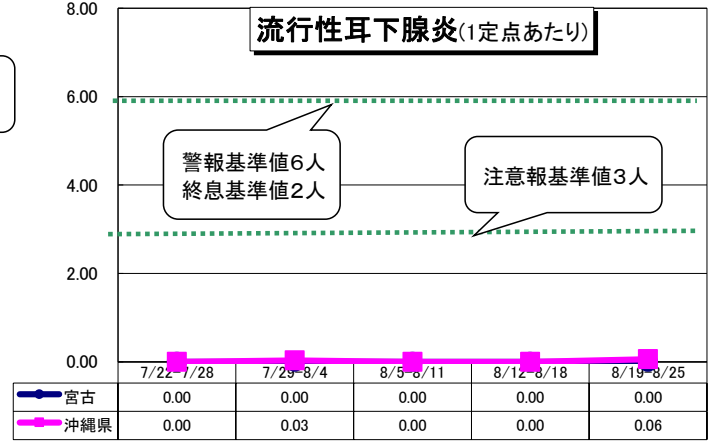 流行性耳下腺炎(1定点あたり)
8.00
6.00
4.00
2.00
0.00
警報基準値6人
終息基準値2人
注意報基準値3人
7/22-7/28 7/29-8/4 8/5-8/11 8/12-8/18 8/19-8/25
宮古 0.00 0.00 0.00 0.00 0.00
沖縄県 0.00 0.03 0.00 0.00 0.06